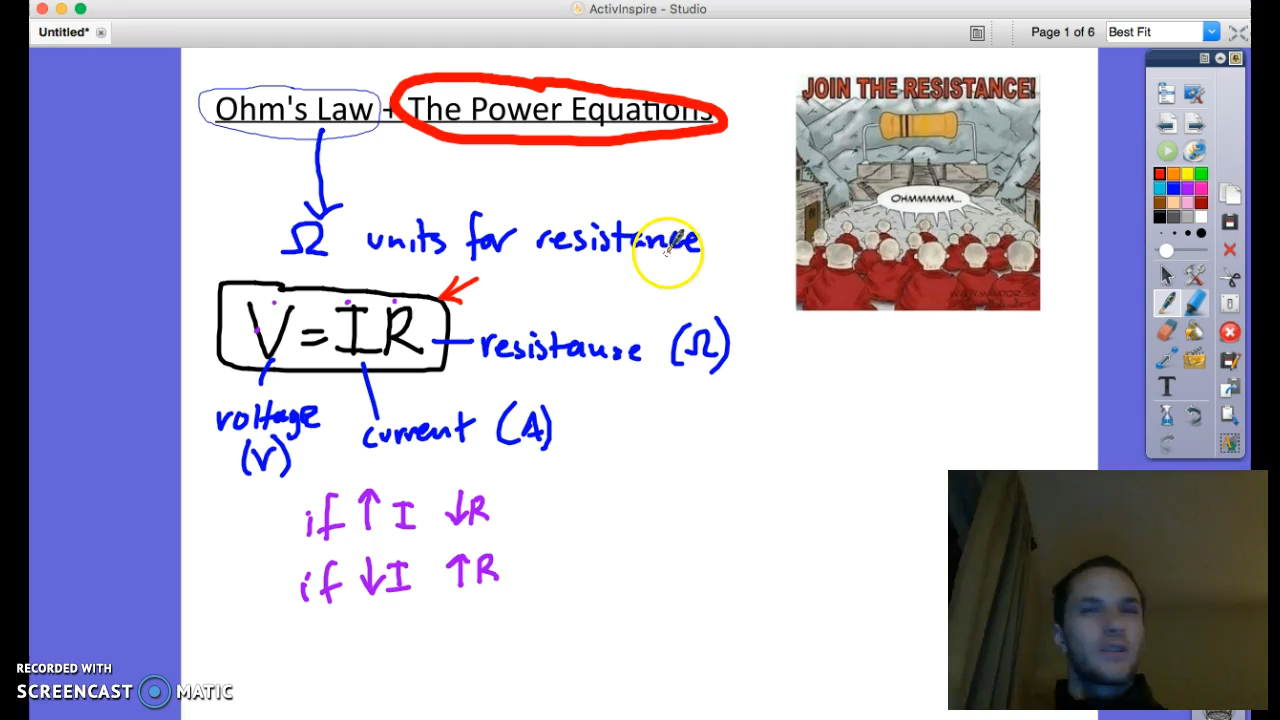 ActivInspire - Studio
Untitled*
Page 1 of 6
Best Fit
Ohm's Law + The Power Equations
JOIN THE RESISTANCE!
OHMMMMM...
Ω units for resistance
V = IR
resistance (Ω)
voltage
(V)
current (A)
if ↑ I ↓R
if ↓I ↑R
T
RECORDED WITH
SCREENCAST MATIC